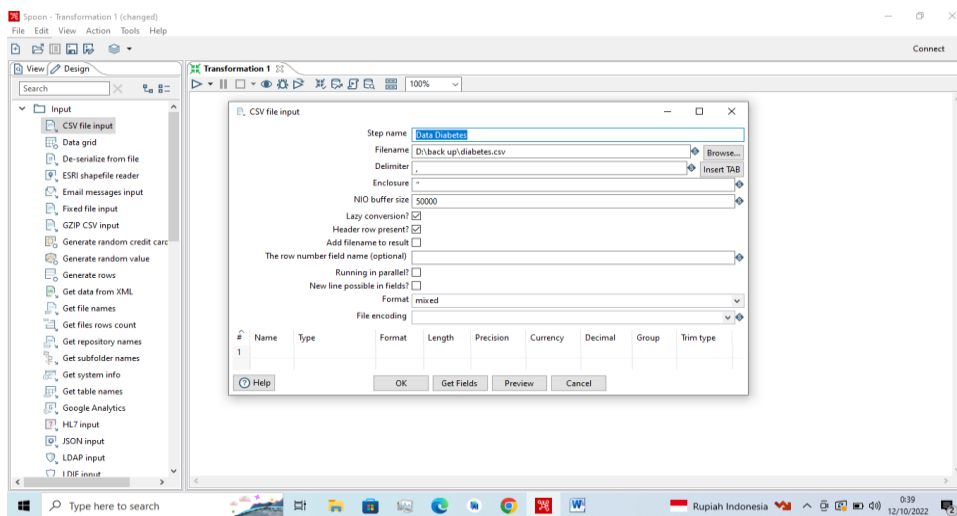 Spoon - Transformation 1 (changed)
File Edit View Action Tools Help
Connect
View Design
Search
Input
CSV file input
Data grid
De-serialize from file
ESRI shapefile reader
Email messages input
Fixed file input
GZIP CSV input
Generate random credit card
Generate random value
Generate rows
Get data from XML
Get file names
Get files rows count
Get repository names
Get subfolder names
Get system info
Get table names
Google Analytics
HL7 input
JSON input
LDAP input
LDIF input
Transformation 1
100%
CSV file input
Step name Data Diabetes
Filename D:\back up\diabetes.csv Browse...
Delimiter , Insert TAB
Enclosure "
NIO buffer size 50000
Lazy conversion?
Header row present?
Add filename to result
The row number field name (optional)
Running in parallel?
New line possible in fields?
Format mixed
File encoding
# Name Type Format Length Precision Currency Decimal Group Trim type
1
Help OK Get Fields Preview Cancel
Type here to search
Rupiah Indonesia
0:39
12/10/2022
2